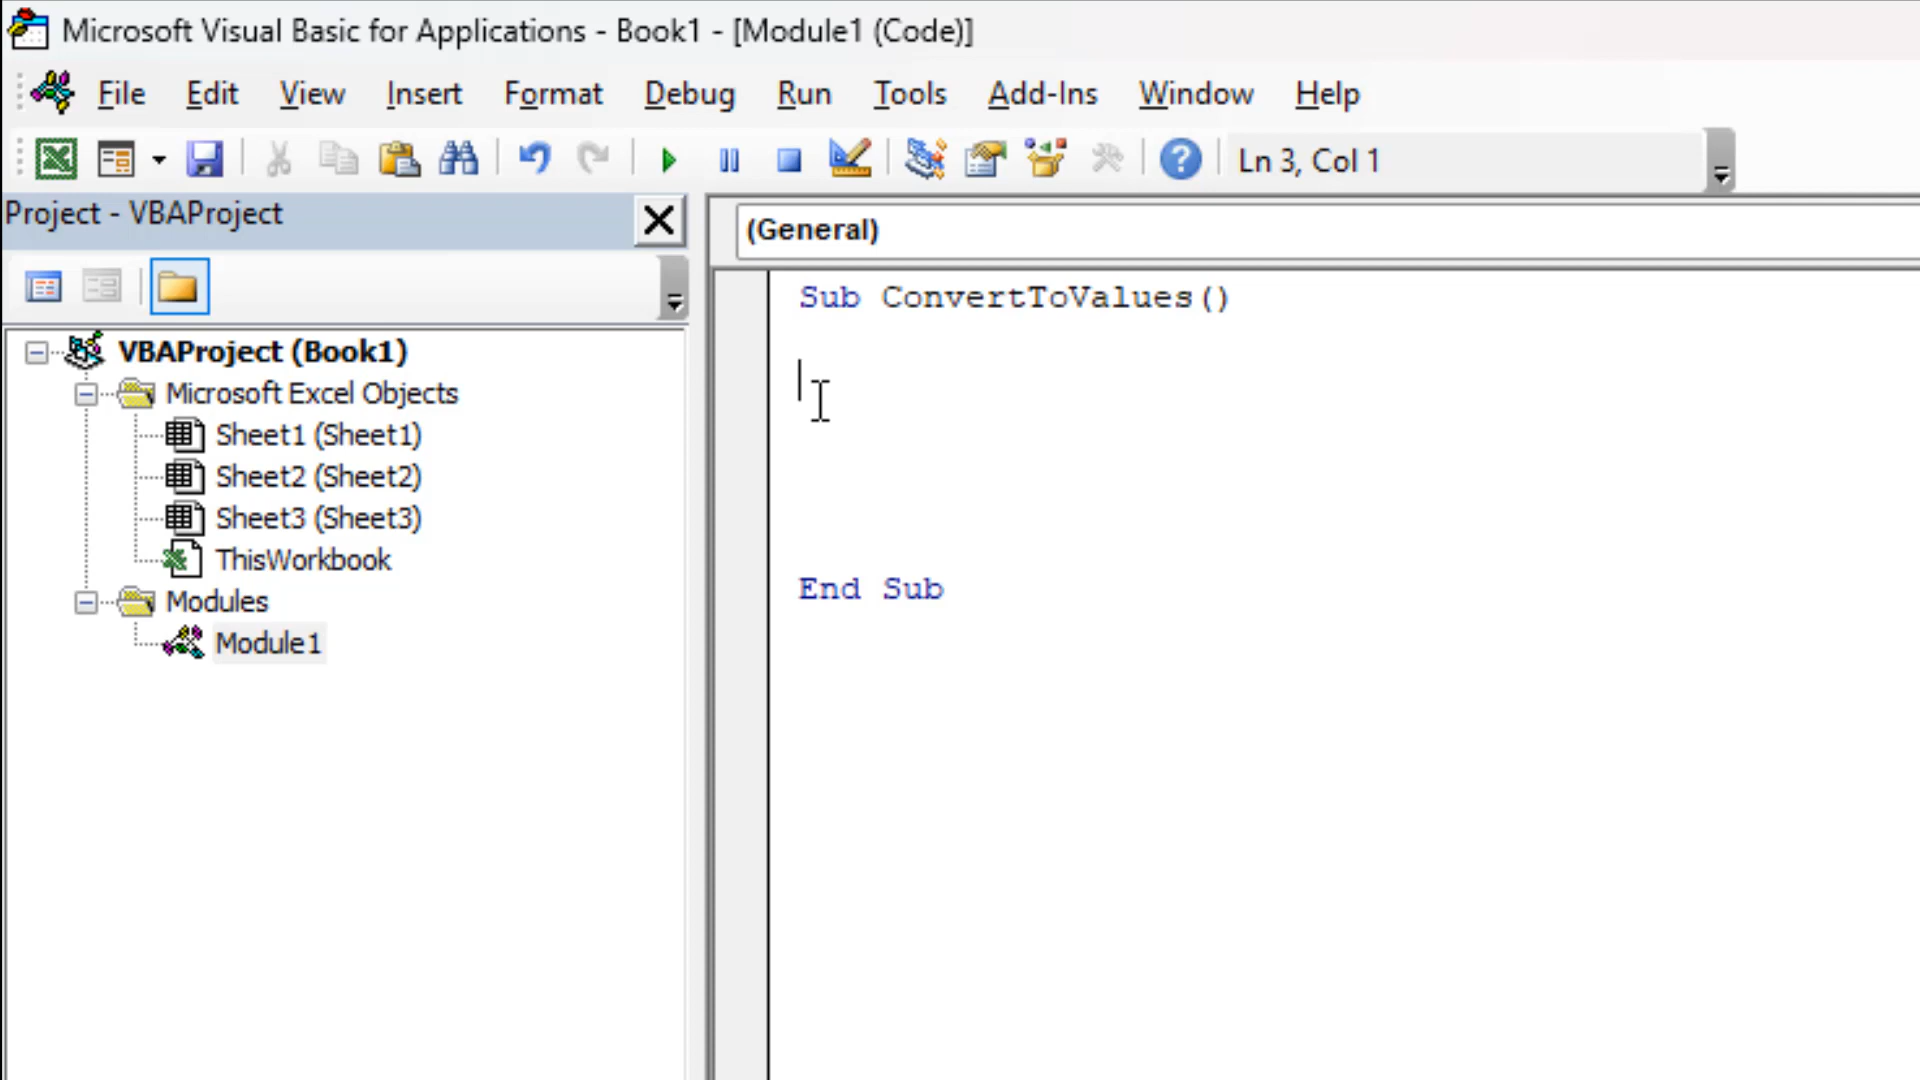 Microsoft Visual Basic for Applications - Book1 - [Module1 (Code)]
File Edit View Insert Format Debug Run Tools Add-Ins Window Help
Ln 3, Col 1
Project - VBAProject
(General)
Sub ConvertToValues()
End Sub
VBAProject (Book1)
Microsoft Excel Objects
Sheet1 (Sheet1)
Sheet2 (Sheet2)
Sheet3 (Sheet3)
ThisWorkbook
Modules
Module1